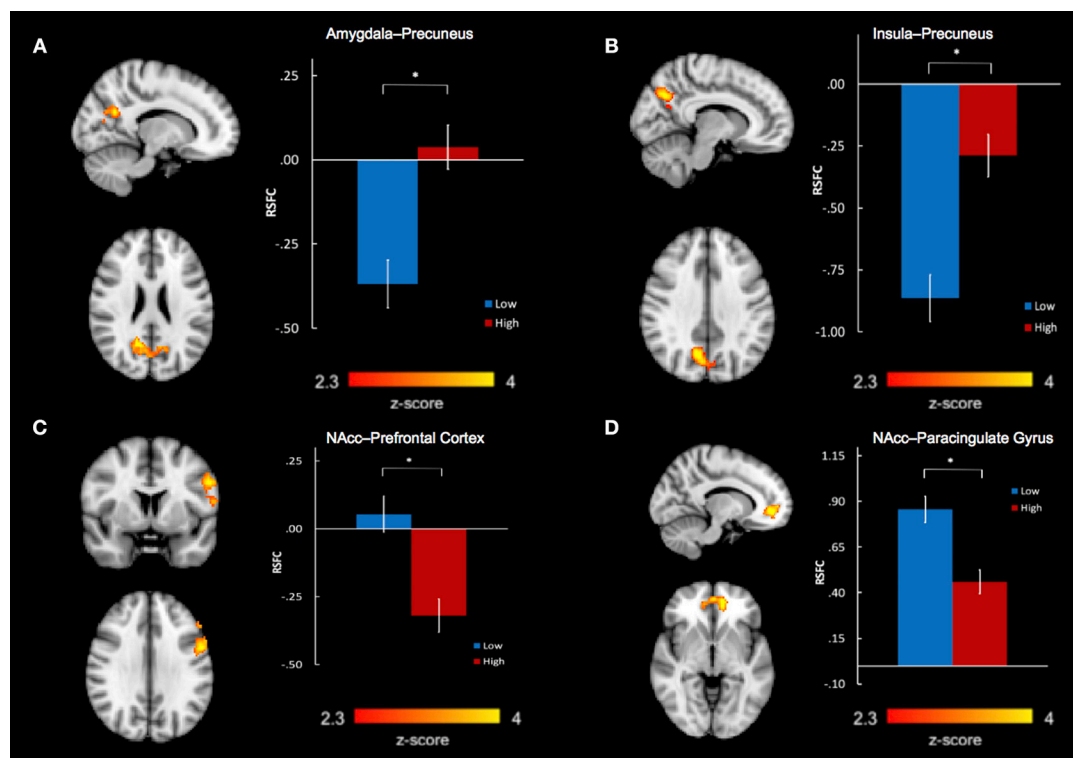 A
Amygdala–Precuneus
*
.25
.00
-.25
-.50
RSFC
Low
High
2.3
4
z-score
B
Insula–Precuneus
*
.00
-.25
-.50
-.75
-1.00
RSFC
Low
High
2.3
4
z-score
C
NAcc–Prefrontal Cortex
*
.25
.00
-.25
-.50
RSFC
Low
High
2.3
4
z-score
D
NAcc–Paracingulate Gyrus
*
1.15
.90
.65
.40
.15
-.10
RSFC
Low
High
2.3
4
z-score